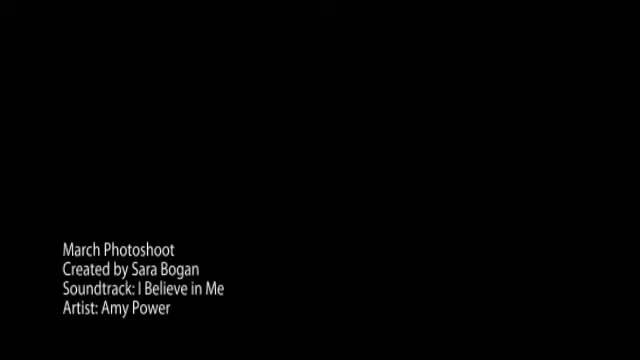 March Photoshoot
Created by Sara Bogan
Soundtrack: I Believe in Me
Artist: Amy Power